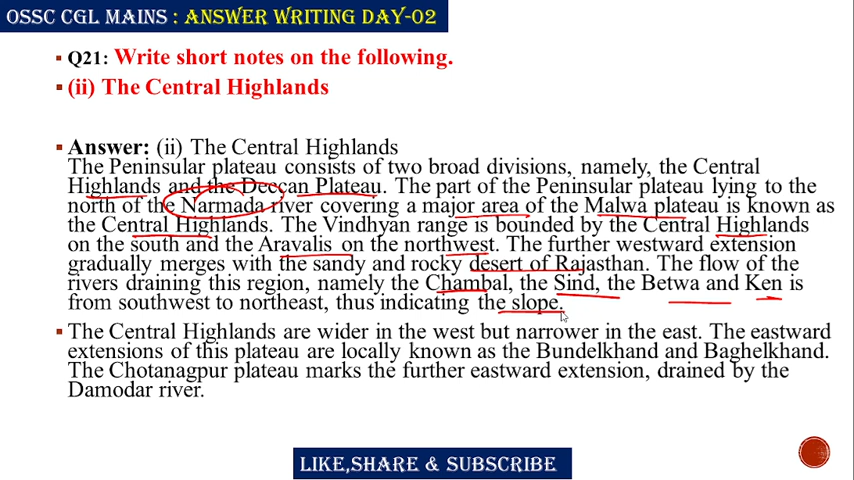 OSSC CGL MAINS : ANSWER WRITING DAY-02
▪ Q21: Write short notes on the following.
▪ (ii) The Central Highlands
▪ Answer: (ii) The Central Highlands
The Peninsular plateau consists of two broad divisions, namely, the Central
Highlands and the Deccan Plateau. The part of the Peninsular plateau lying to the
north of the Narmada river covering a major area of the Malwa plateau is known as
the Central Highlands. The Vindhyan range is bounded by the Central Highlands
on the south and the Aravalis on the northwest. The further westward extension
gradually merges with the sandy and rocky desert of Rajasthan. The flow of the
rivers draining this region, namely the Chambal, the Sind, the Betwa and Ken is
from southwest to northeast, thus indicating the slope.
▪ The Central Highlands are wider in the west but narrower in the east. The eastward
extensions of this plateau are locally known as the Bundelkhand and Baghelkhand.
The Chotanagpur plateau marks the further eastward extension, drained by the
Damodar river.
LIKE,SHARE & SUBSCRIBE